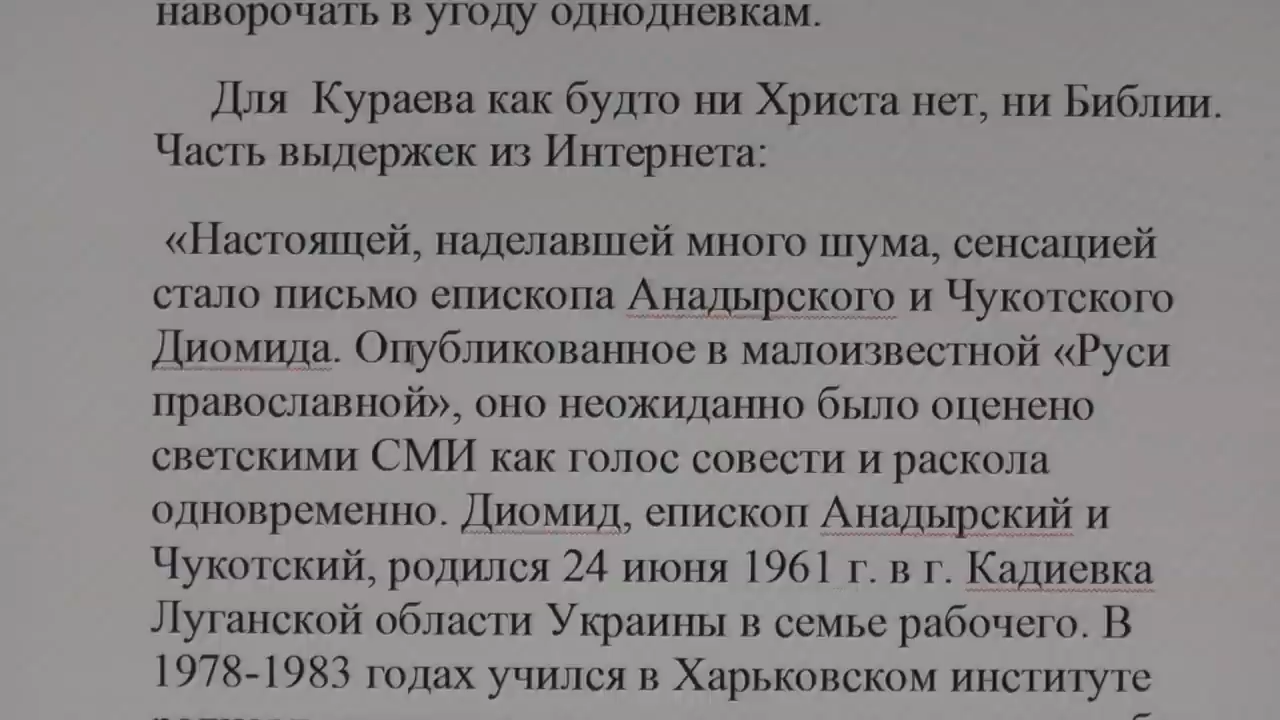 наворочать в угоду однодневкам.
Для Кураева как будто ни Христа нет, ни Библии.
Часть выдержек из Интернета:
«Настоящей, наделавшей много шума, сенсацией
стало письмо епископа Анадырского и Чукотского
Диомида. Опубликованное в малоизвестной «Руси
православной», оно неожиданно было оценено
светскими СМИ как голос совести и раскола
одновременно. Диомид, епископ Анадырский и
Чукотский, родился 24 июня 1961 г. в г. Кадиевка
Луганской области Украины в семье рабочего. В
1978-1983 годах учился в Харьковском институте